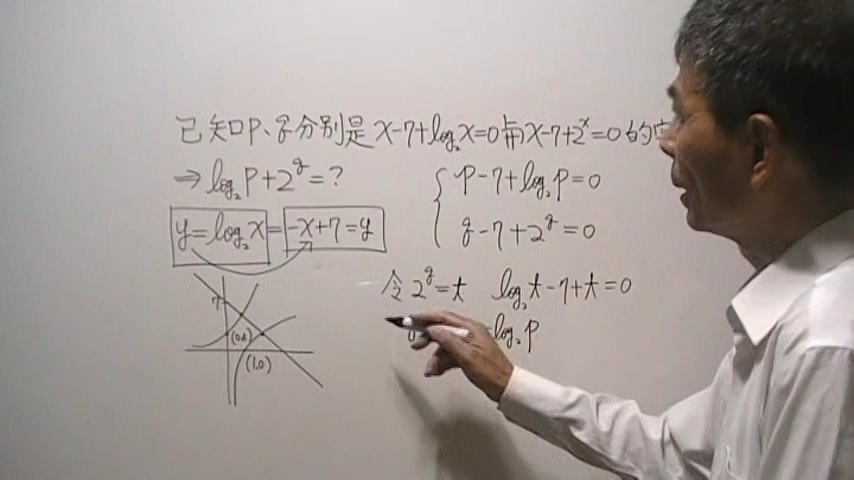 已知p、q分别是x-7+log₂x=0和x-7+2ˣ=0的
⇒log₂p+2^q=?
{ p-7+log₂p=0
q-7+2^q=0
y=log₂x=-x+7=y
令2^q=t log₂t-7+t=0
log₂p
7
(0,1)
(1,0)